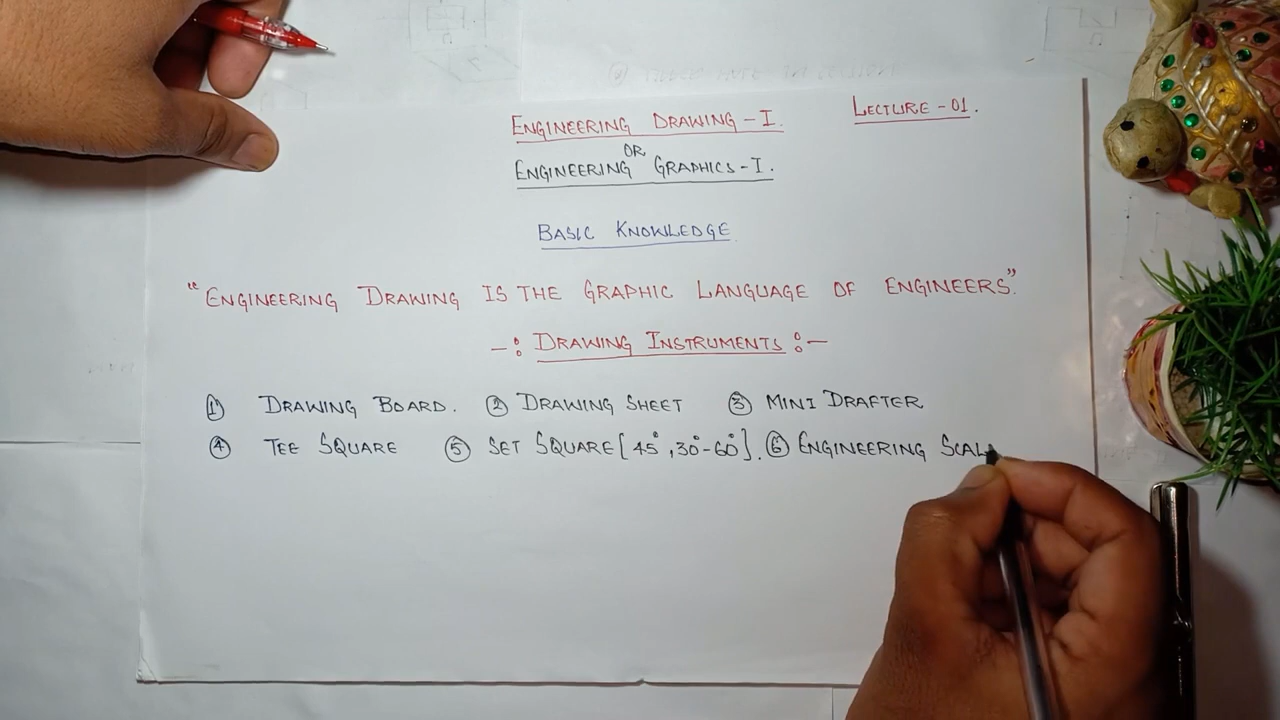 ENGINEERING DRAWING - I. LECTURE - 01.
OR
ENGINEERING GRAPHICS - I.
BASIC KNOWLEDGE
"ENGINEERING DRAWING IS THE GRAPHIC LANGUAGE OF ENGINEERS."
-: DRAWING INSTRUMENTS :-
① DRAWING BOARD. ② DRAWING SHEET ③ MINI DRAFTER
④ TEE SQUARE ⑤ SET SQUARE [45°, 30°-60°]. ⑥ ENGINEERING SCAL